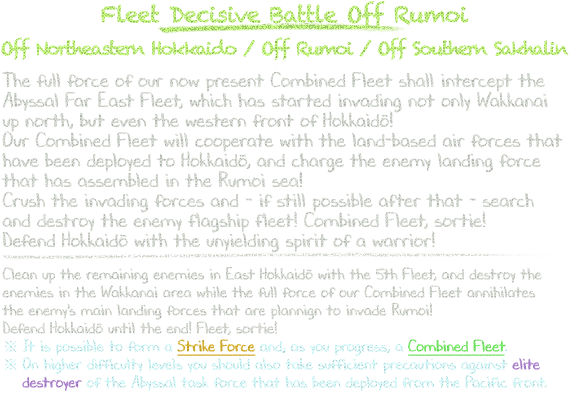 Fleet Decisive Battle Off Rumoi
Off Northeastern Hokkaido / Off Rumoi / Off Southern Sakhalin
The full force of our now present Combined Fleet shall intercept the
Abyssal Far East Fleet, which has started invading not only Wakkanai
up north, but even the western front of Hokkaidō!
Our Combined Fleet will cooperate with the land-based air forces that
have been deployed to Hokkaidō, and charge the enemy landing force
that has assembled in the Rumoi sea!
Crush the invading forces and - if still possible after that - search
and destroy the enemy flagship fleet! Combined Fleet, sortie!
Defend Hokkaidō with the unyielding spirit of a warrior!
Clean up the remaining enemies in East Hokkaidō with the 5th Fleet, and destroy the
enemies in the Wakkanai area while the full force of our Combined Fleet annihilates
the enemy's main landing forces that are plannign to invade Rumoi!
Defend Hokkaidō until the end! Fleet, sortie!
※ It is possible to form a Strike Force and, as you progress, a Combined Fleet.
※ On higher difficulty levels you should also take sufficient precautions against elite
destroyer of the Abyssal task force that has been deployed from the Pacific front.